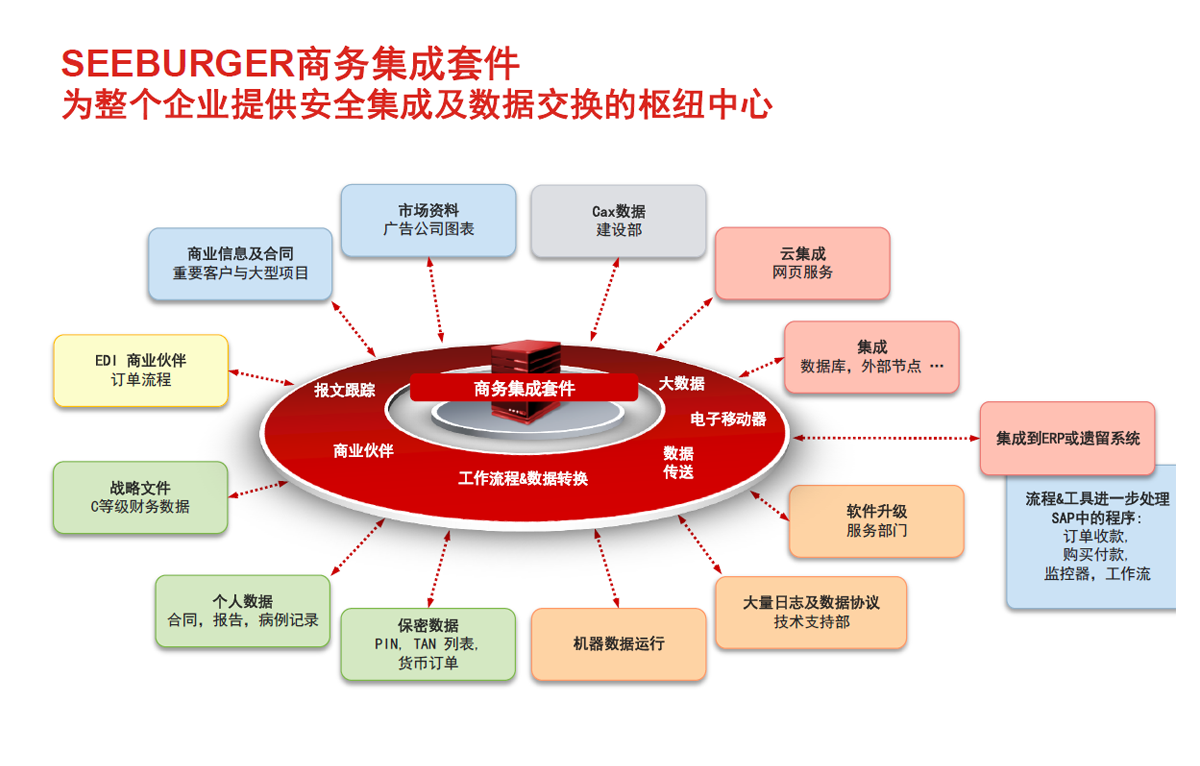 SEEBURGER商务集成套件
为整个企业提供安全集成及数据交换的枢纽中心
市场资料
广告公司图表
Cax数据
建设部
商业信息及合同
重要客户与大型项目
云集成
网页服务
EDI 商业伙伴
订单流程
集成
数据库，外部节点 …
报文跟踪
商务集成套件
大数据
电子移动器
商业伙伴
数据
传送
工作流程&数据转换
集成到ERP或遗留系统
战略文件
C等级财务数据
软件升级
服务部门
流程&工具进一步处理
SAP中的程序:
订单收款,
购买付款,
监控器，工作流
个人数据
合同，报告，病例记录
保密数据
PIN, TAN 列表,
货币订单
机器数据运行
大量日志及数据协议
技术支持部